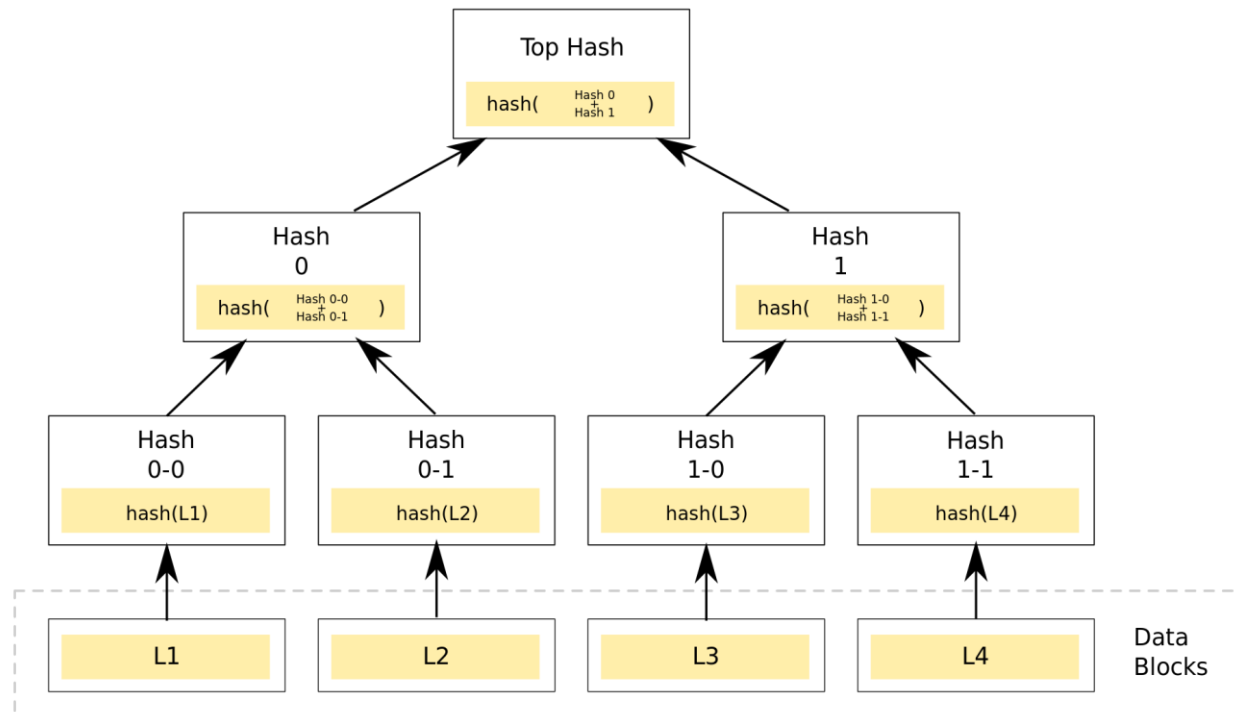 Top Hash
hash( Hash 0 + Hash 1 )
Hash
0
hash( Hash 0-0 + Hash 0-1 )
Hash
1
hash( Hash 1-0 + Hash 1-1 )
Hash
0-0
hash(L1)
Hash
0-1
hash(L2)
Hash
1-0
hash(L3)
Hash
1-1
hash(L4)
L1
L2
L3
L4
Data
Blocks